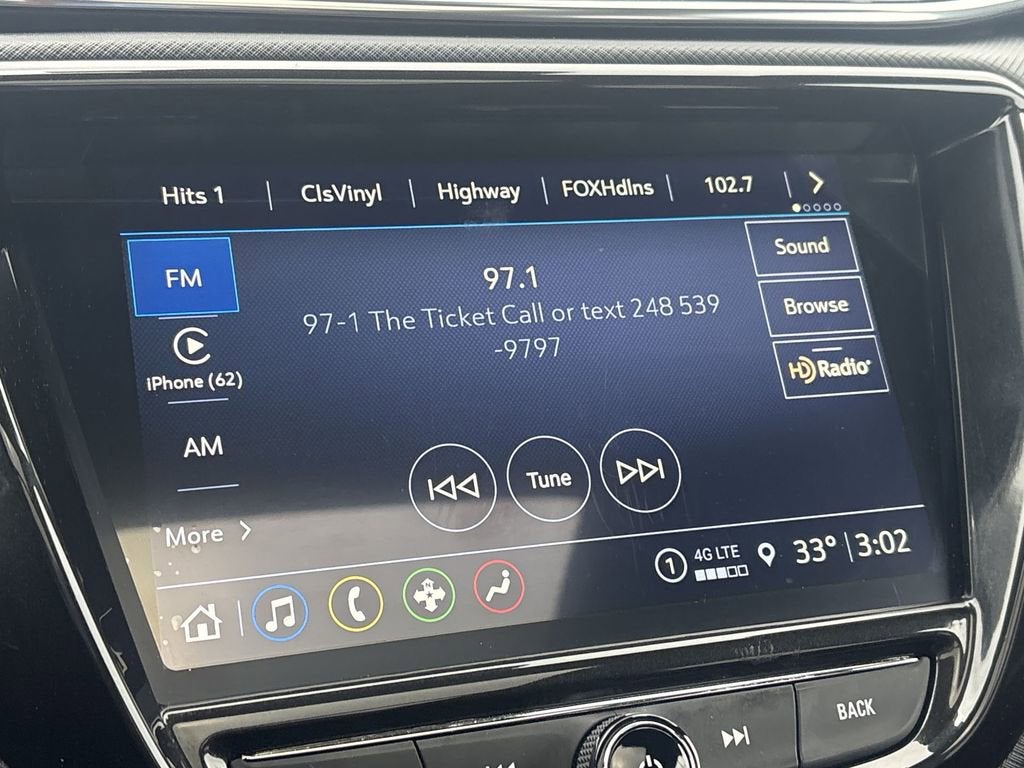 Hits 1 | ClsVinyl | Highway | FOXHdlns | 102.7
FM
97.1
97-1 The Ticket Call or text 248 539
-9797
Sound
Browse
HD Radio
iPhone (62)
AM
Tune
More
1 4G LTE 33° | 3:02
N
BACK